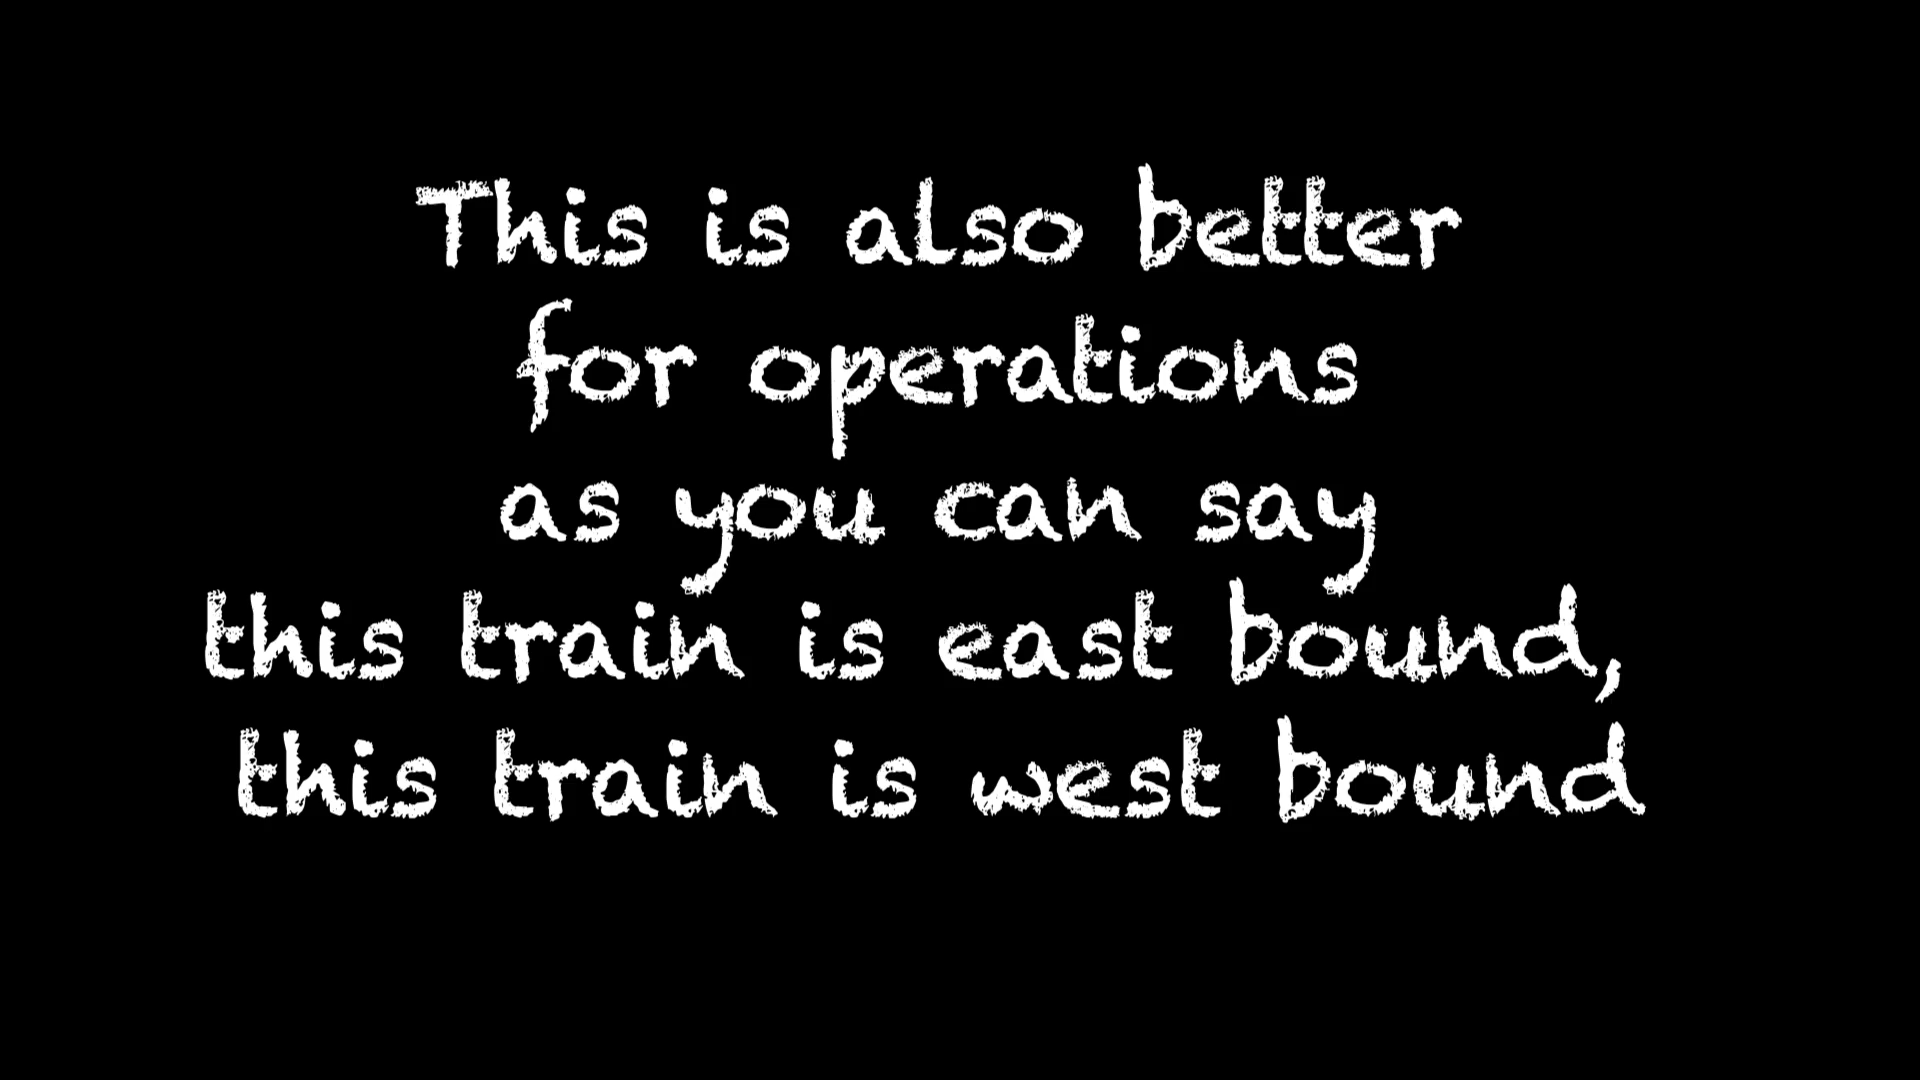 This is also better
for operations
as you can say
this train is east bound,
this train is west bound